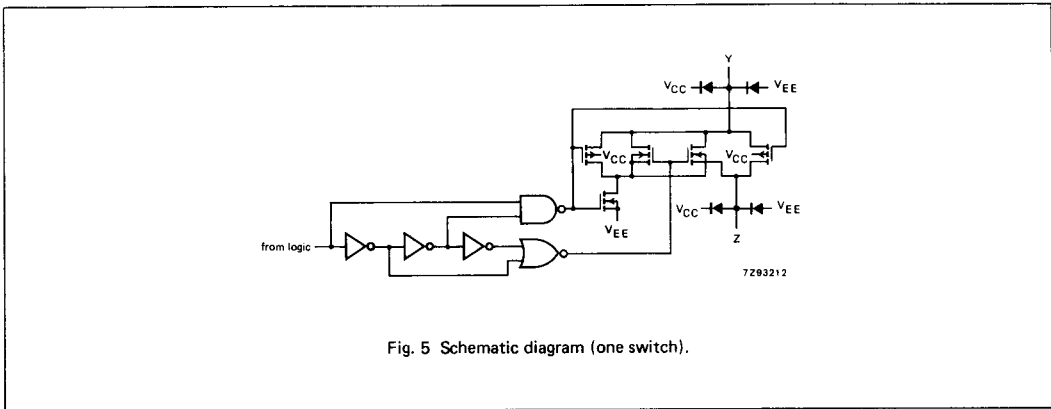 Y
VCC VEE
VCC VCC
VCC VEE
VEE
from logic
Z
7Z93212
Fig. 5 Schematic diagram (one switch).